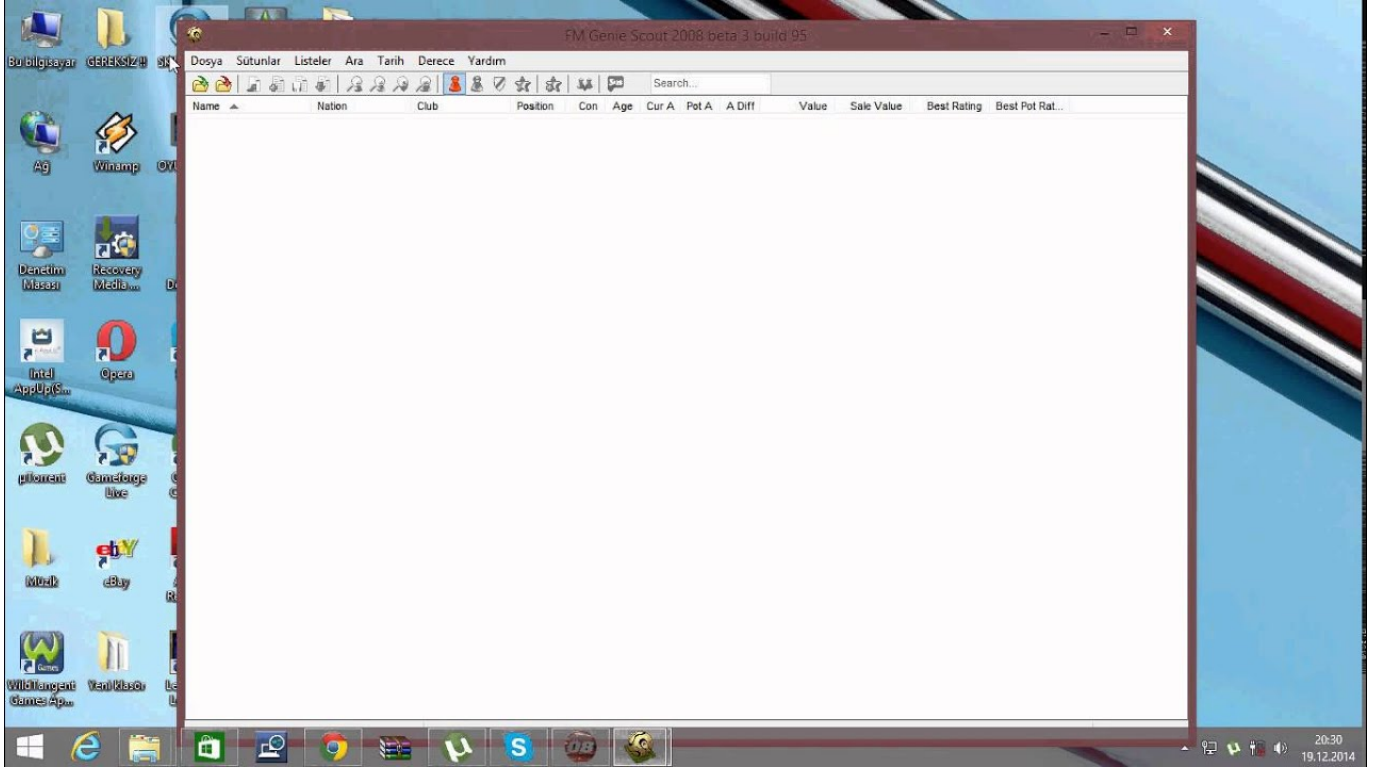 FM Genie Scout 2008 beta 3 build 95
Dosya Sütunlar Listeler Ara Tarih Derece Yardım
Search...
Name Nation Club Position Con Age Cur A Pot A A Diff Value Sale Value Best Rating Best Pot Rat...
Bu bilgisayar
GEREKSİZ!!
Ağ
Winamp
Denetim
Masası
Recovery
Media ...
Intel
AppUp(S...
Opera
µTorrent
Gameforge
Live
Müzik
eBay
WildTangent
Games Ap...
Yeni klasör
20:30
19.12.2014